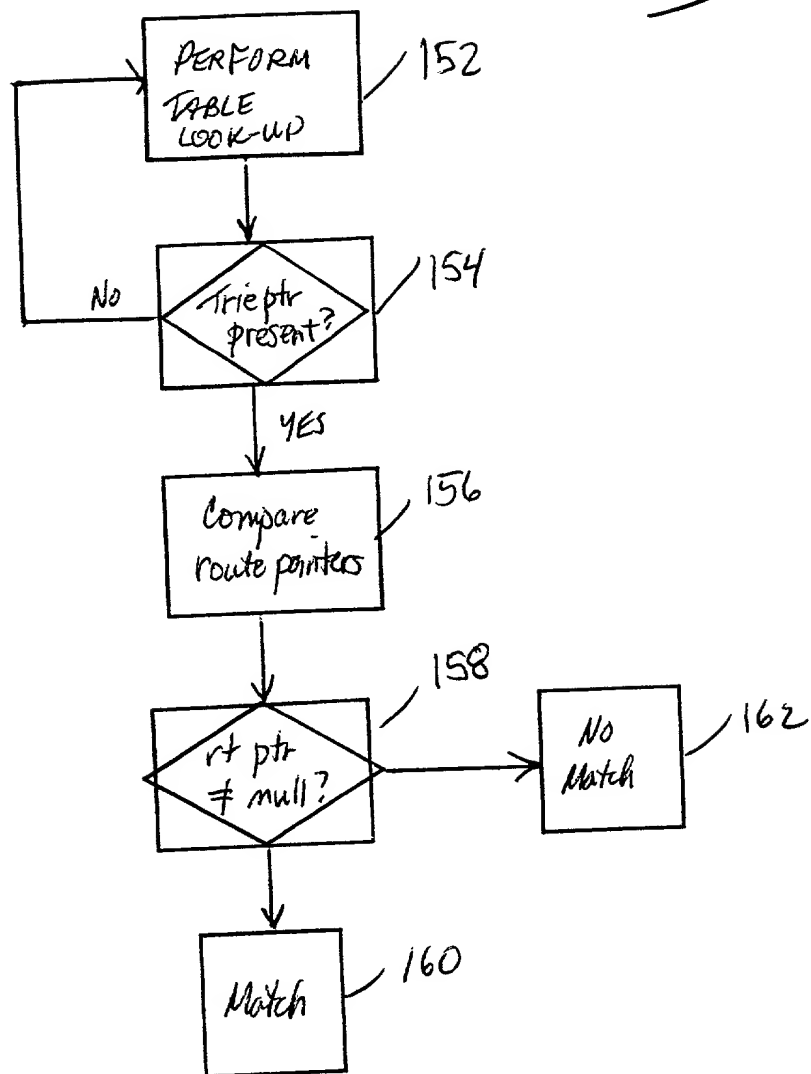 PERFORM
TABLE
LOOK-UP
152
Trie ptr
present?
154
No
YES
Compare
route pointers
156
rt ptr
≠ null?
158
No
Match
162
Match
160